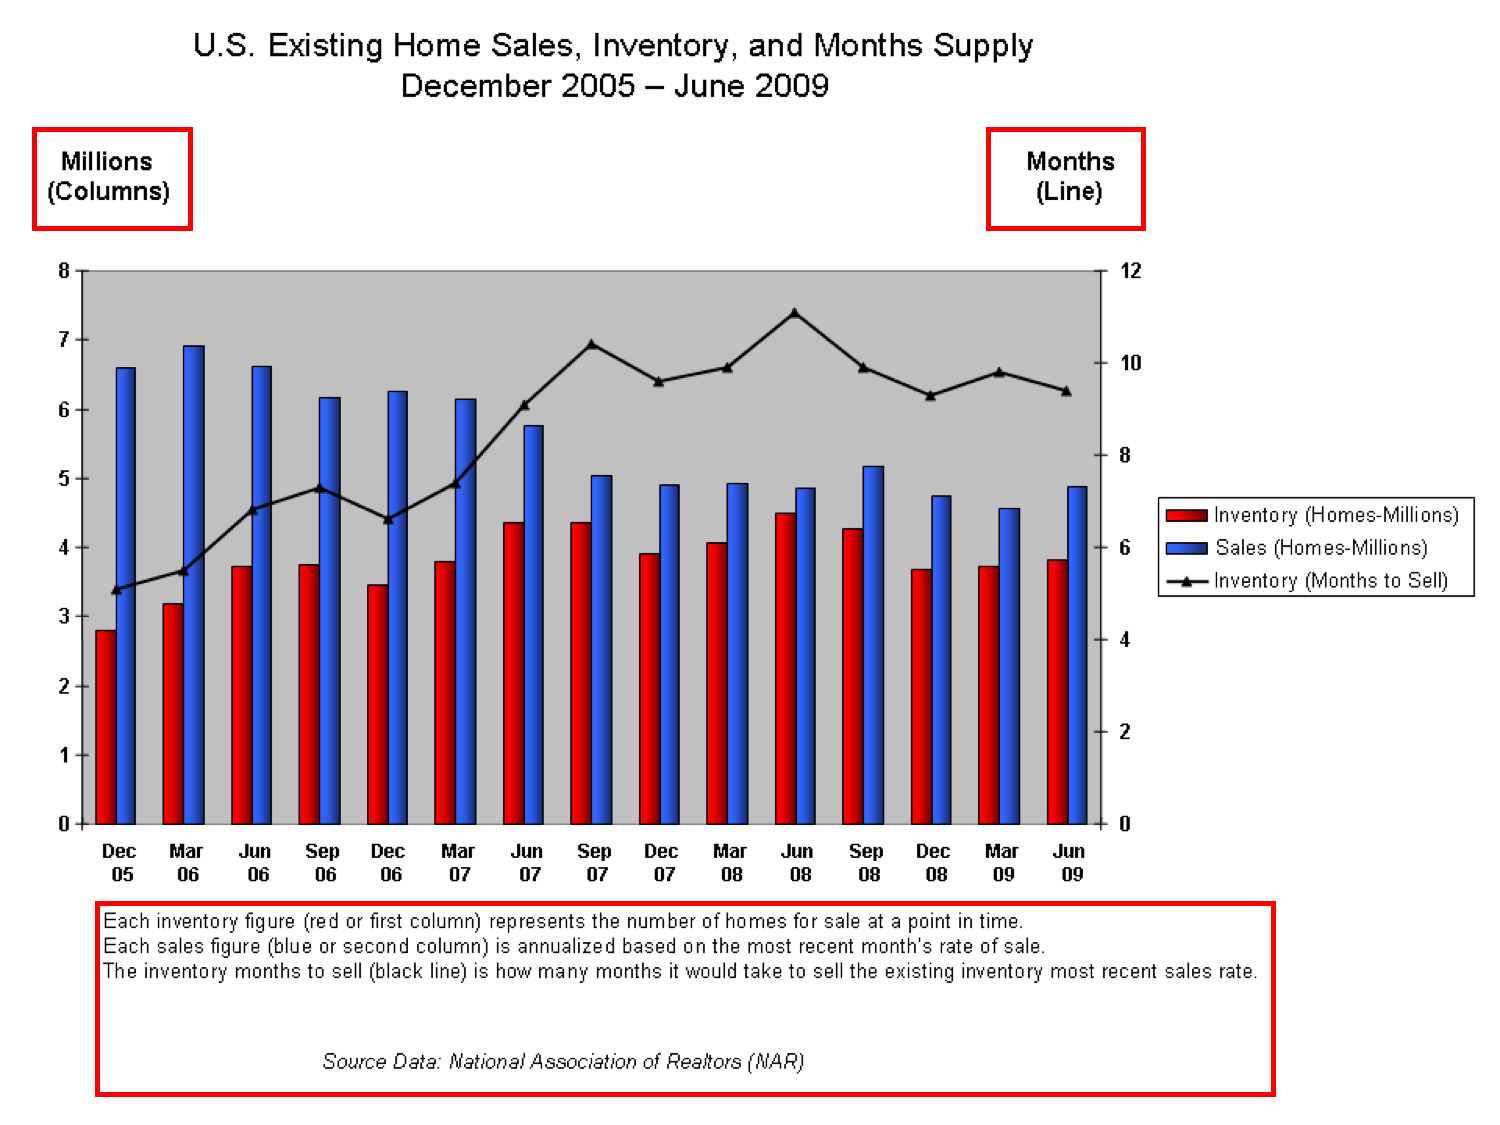 U.S. Existing Home Sales, Inventory, and Months Supply
December 2005 – June 2009
Millions
(Columns)
Months
(Line)
8
7
6
5
4
3
2
1
0
12
10
8
6
4
2
0
Inventory (Homes-Millions)
Sales (Homes-Millions)
Inventory (Months to Sell)
Dec Mar Jun Sep Dec Mar Jun Sep Dec Mar Jun Sep Dec Mar Jun
05 06 06 06 06 07 07 07 07 08 08 08 08 09 09
Each inventory figure (red or first column) represents the number of homes for sale at a point in time.
Each sales figure (blue or second column) is annualized based on the most recent month's rate of sale.
The inventory months to sell (black line) is how many months it would take to sell the existing inventory most recent sales rate.
Source Data: National Association of Realtors (NAR)